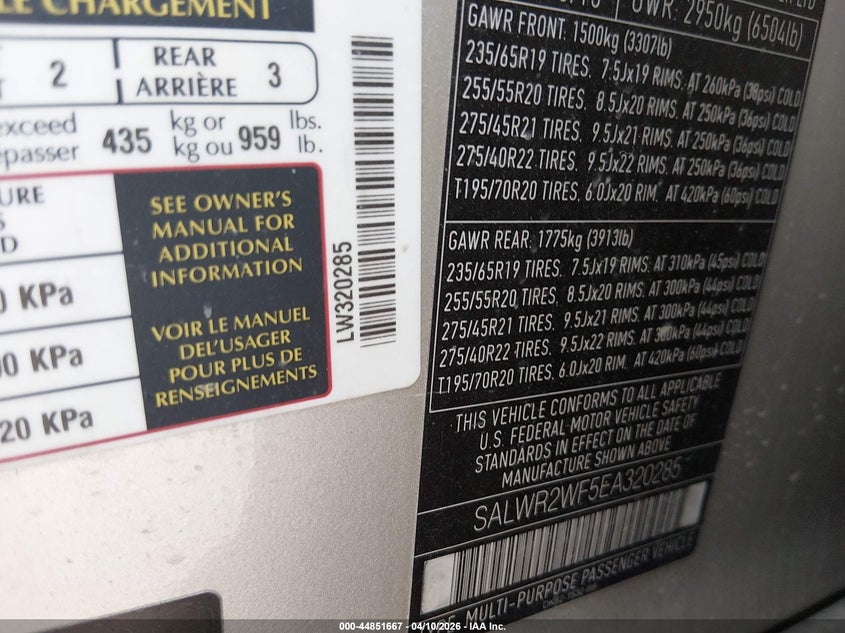 LE CHARGEMENT
2
REAR
ARRIÈRE 3
exceed
435 kg or 959 lbs.
kg ou lb.
SEE OWNER'S
MANUAL FOR
ADDITIONAL
INFORMATION
VOIR LE MANUEL
DEL'USAGER
POUR PLUS DE
RENSEIGNEMENTS
KPa
KPa
20 KPa
LW320285
2950kg (6504lb)
GAWR FRONT: 1500kg (3307lb)
235/65R19 TIRES. 7.5Jx19 RIMS. AT 260kPa (38psi) COLD
255/55R20 TIRES. 8.5Jx20 RIMS. AT 250kPa (36psi) COLD
275/45R21 TIRES. 9.5Jx21 RIMS. AT 250kPa (36psi) COLD
275/40R22 TIRES. 9.5Jx22 RIMS. AT 250kPa (36psi) COLD
T195/70R20 TIRES. 6.0Jx20 RIM. AT 420kPa (60psi) COLD
GAWR REAR: 1775kg (3913lb)
235/65R19 TIRES. 7.5Jx19 RIMS. AT 310kPa (45psi) COLD
255/55R20 TIRES. 8.5Jx20 RIMS. AT 300kPa (44psi) COLD
275/45R21 TIRES. 9.5Jx21 RIMS. AT 300kPa (44psi) COLD
275/40R22 TIRES. 9.5Jx22 RIMS. AT 300kPa (44psi) COLD
T195/70R20 TIRES. 6.0Jx20 RIM. AT 420kPa (60psi) COLD
THIS VEHICLE CONFORMS TO ALL APPLICABLE
U.S. FEDERAL MOTOR VEHICLE SAFETY
STANDARDS IN EFFECT ON THE DATE OF
MANUFACTURE SHOWN ABOVE
SALWR2WF5EA320285
MULTI-PURPOSE PASSENGER VEHICLE
000-44851667 - 04/10/2026 - IAA Inc.